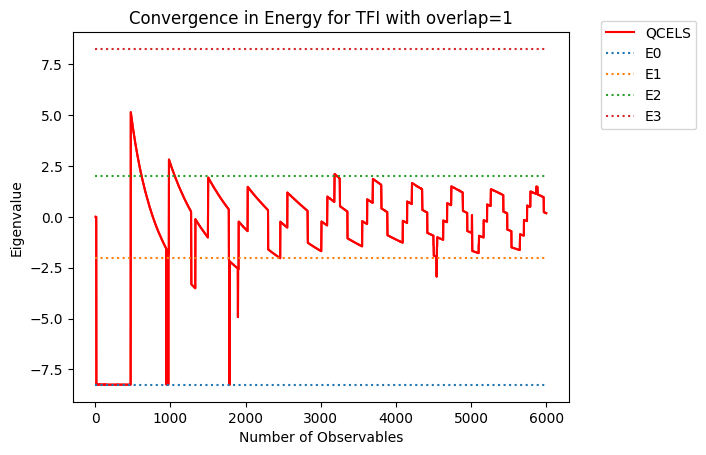 Convergence in Energy for TFI with overlap=1
QCELS
E0
E1
E2
E3
Eigenvalue
7.5
5.0
2.5
0.0
−2.5
−5.0
−7.5
0
1000
2000
3000
4000
5000
6000
Number of Observables